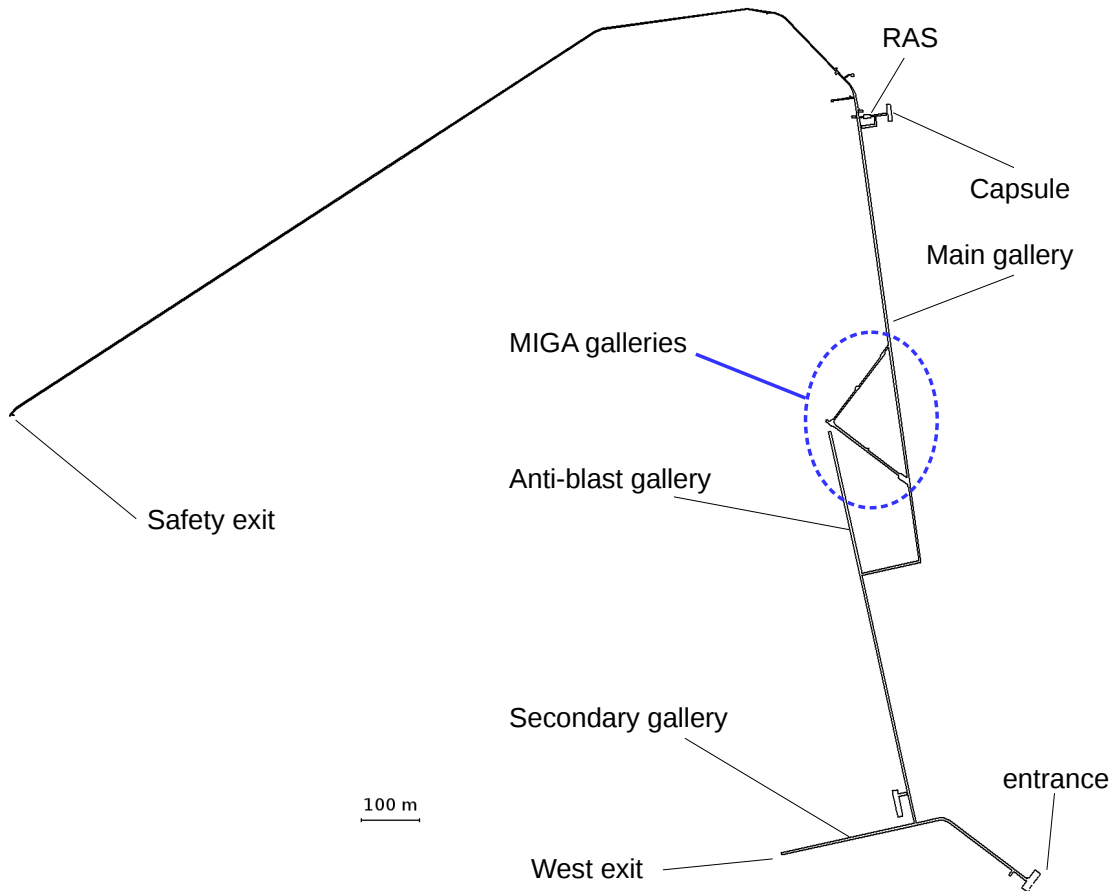 RAS
Capsule
Main gallery
MIGA galleries
Anti-blast gallery
Safety exit
Secondary gallery
entrance
100 m
West exit